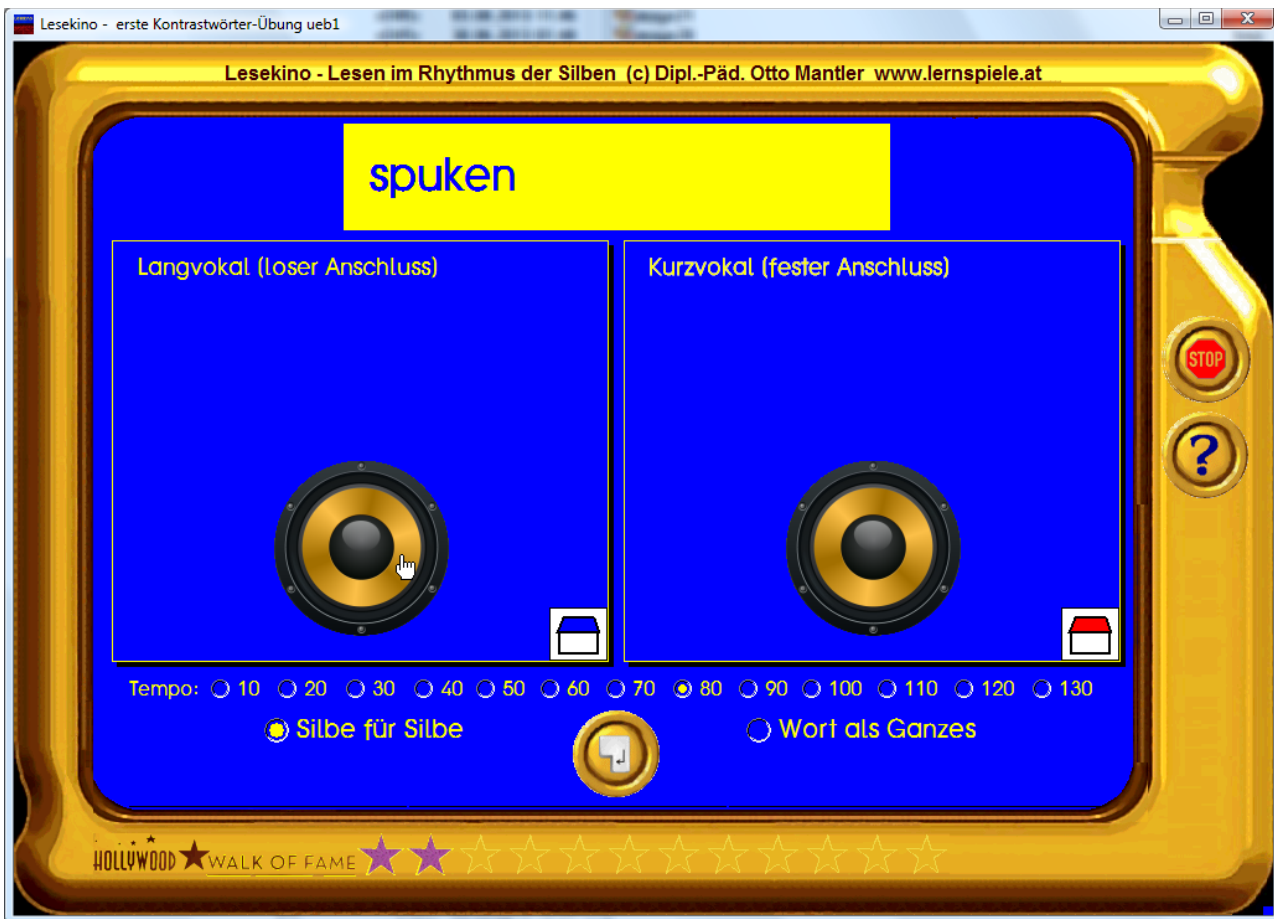 Lesekino - erste Kontrastwörter-Übung ueb1
Lesekino - Lesen im Rhythmus der Silben (c) Dipl.-Päd. Otto Mantler www.lernspiele.at
spuken
Langvokal (loser Anschluss)
Kurzvokal (fester Anschluss)
STOP
?
Tempo: 10 20 30 40 50 60 70 80 90 100 110 120 130
Silbe für Silbe
Wort als Ganzes
HOLLYWOOD WALK OF FAME